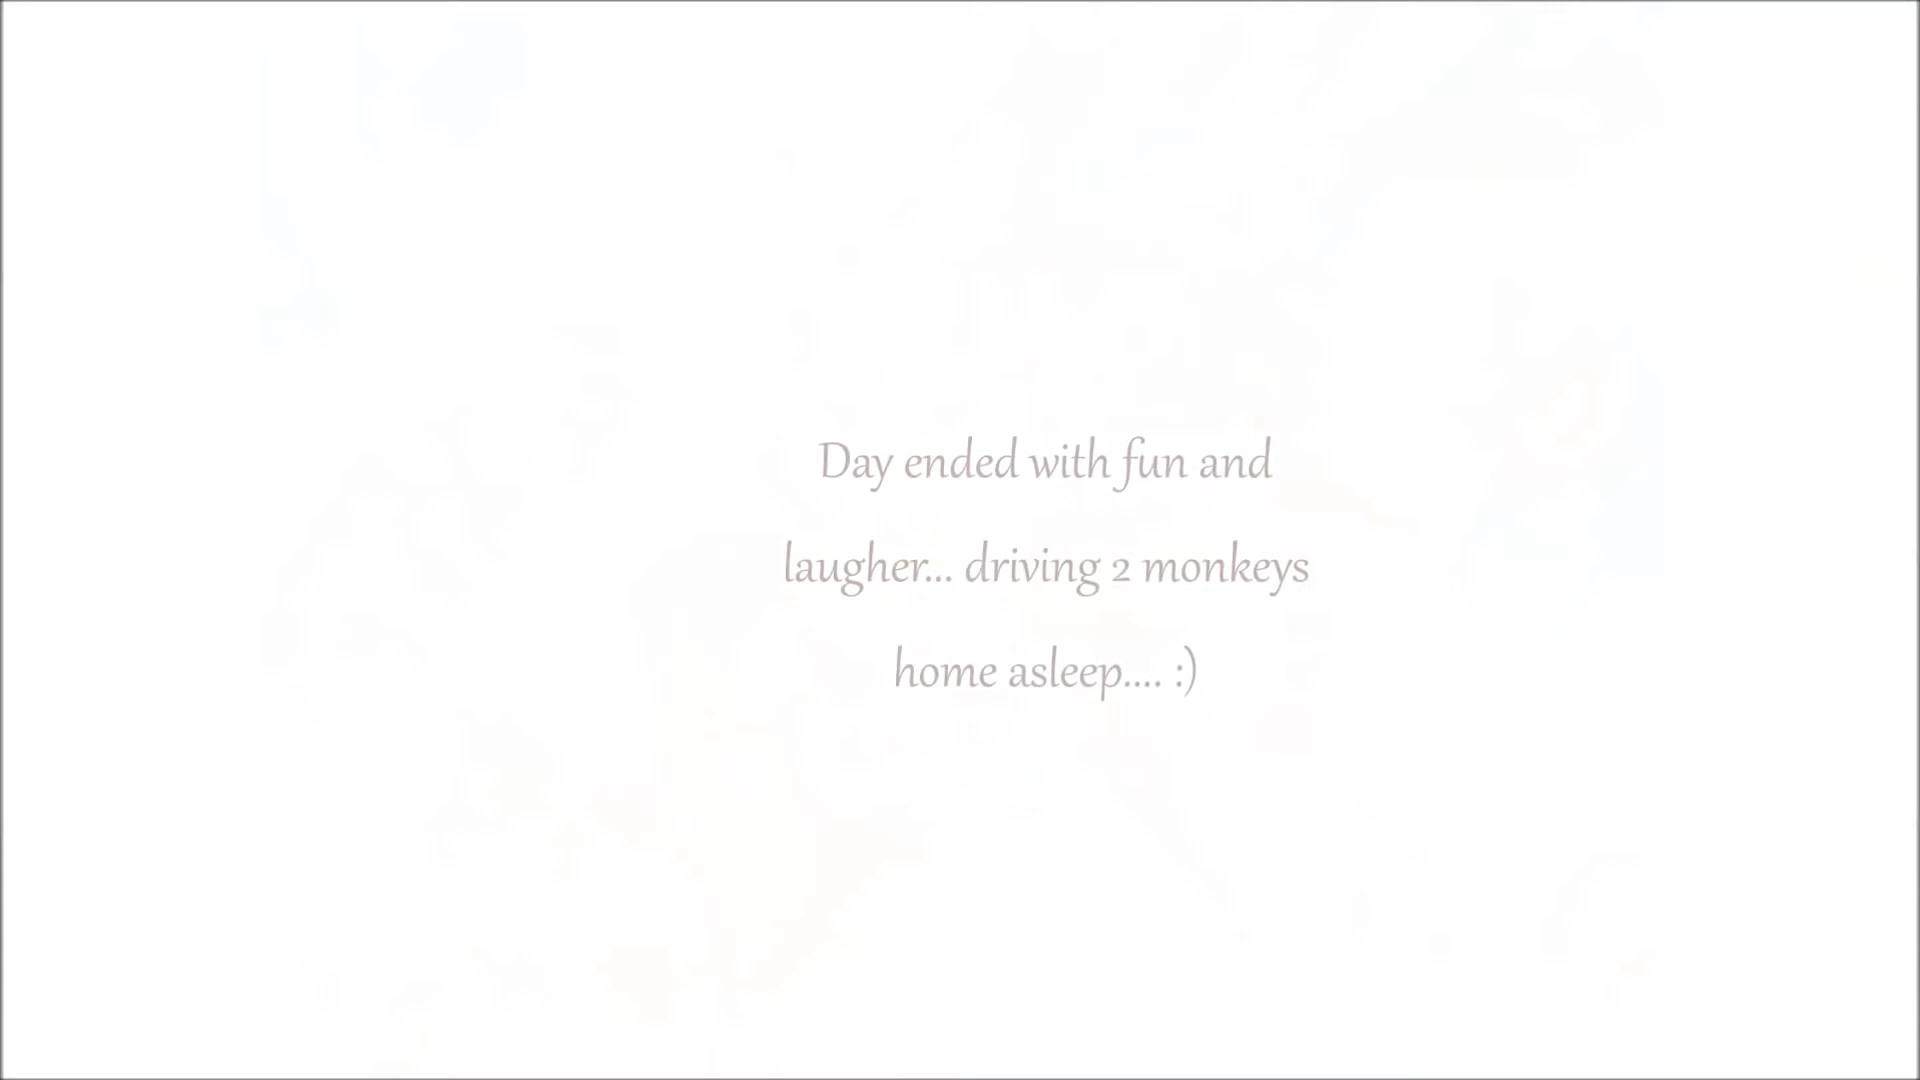 Day ended with fun and
laugher... driving 2 monkeys
home asleep.... :)